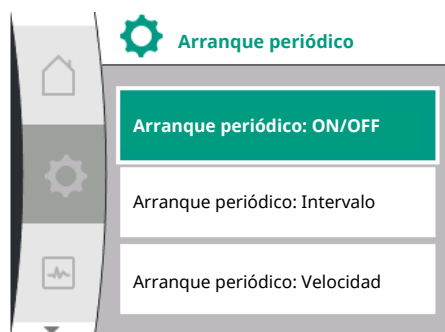 Arranque periódico
Arranque periódico: ON/OFF
Arranque periódico: Intervalo
Arranque periódico: Velocidad